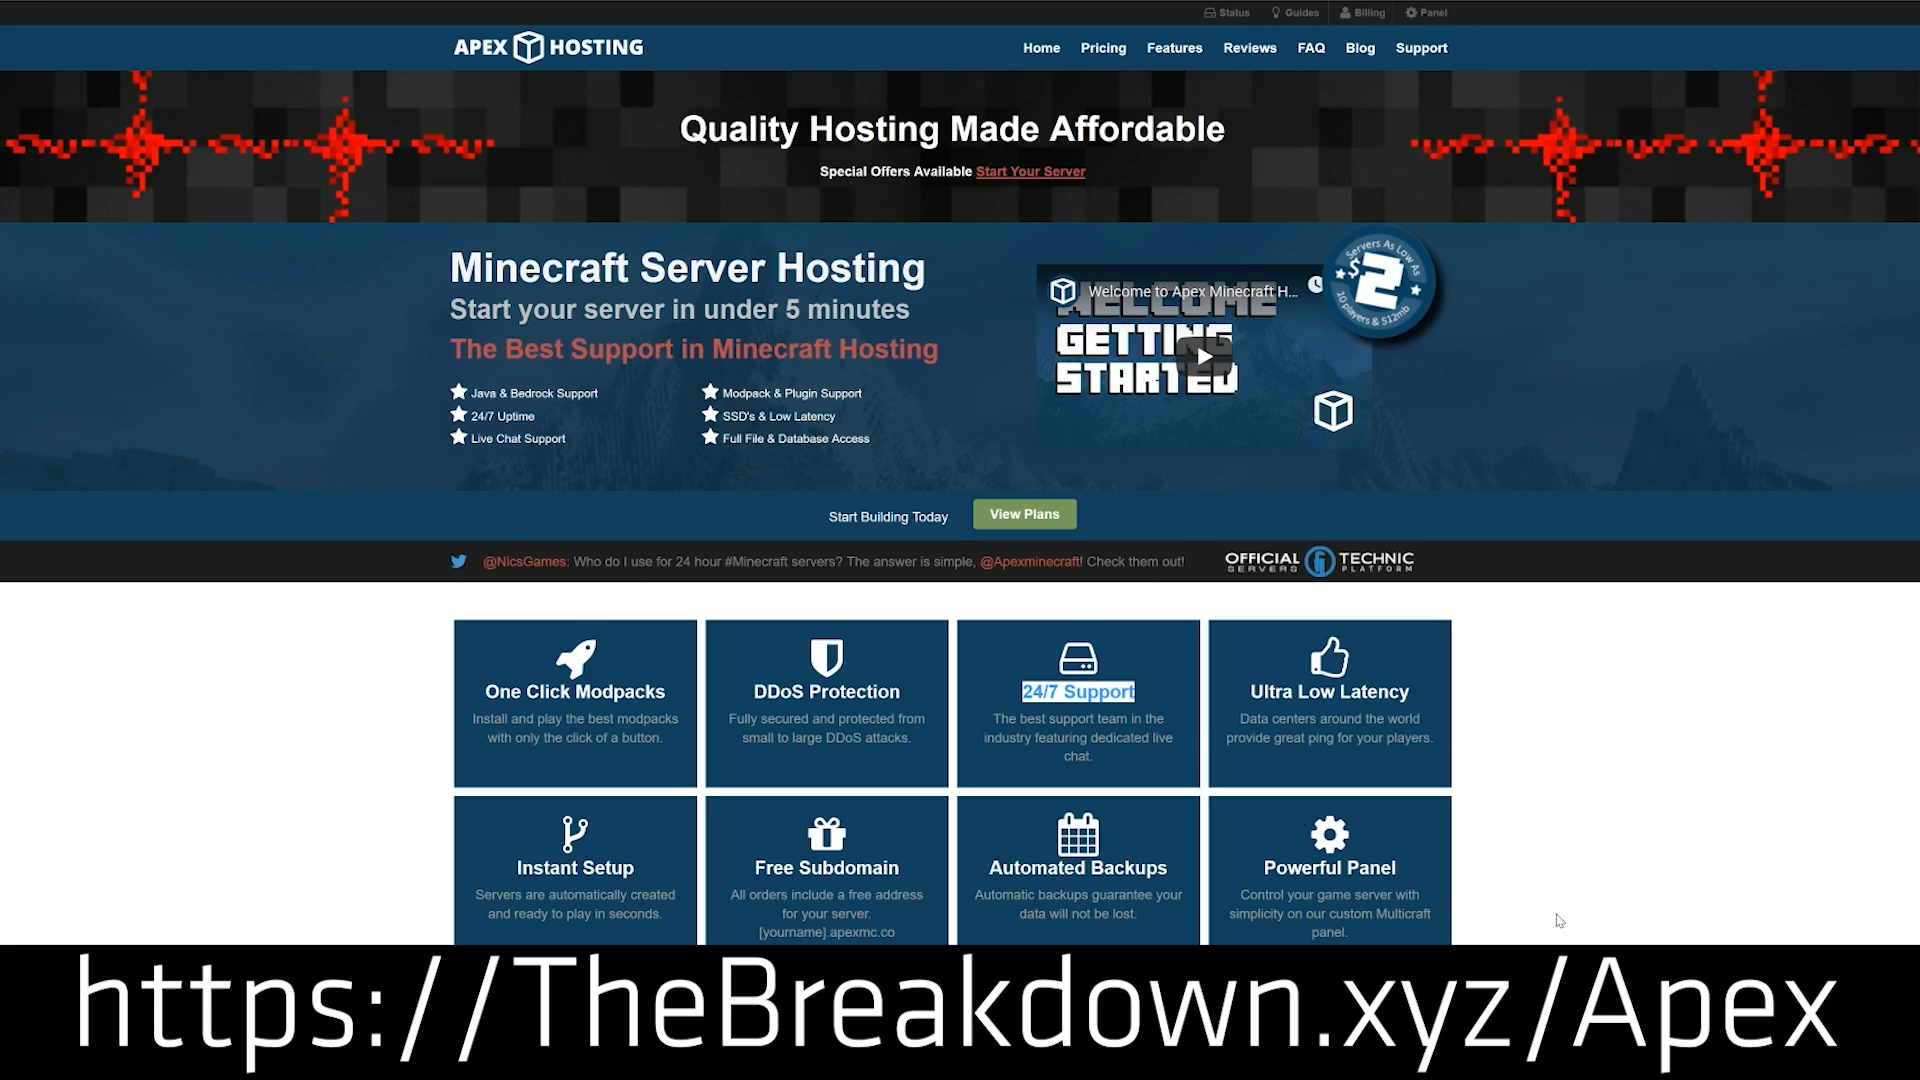 Status Guides Billing Panel
APEX HOSTING
Home Pricing Features Reviews FAQ Blog Support
Quality Hosting Made Affordable
Special Offers Available Start Your Server
Minecraft Server Hosting
Start your server in under 5 minutes
The Best Support in Minecraft Hosting
Java & Bedrock Support
Modpack & Plugin Support
24/7 Uptime
SSD's & Low Latency
Live Chat Support
Full File & Database Access
Welcome to Apex Minecraft H...
WELCOME
GETTING
STARTED
Servers As Low As
$2
10 players & 512mb
Start Building Today
View Plans
@NicsGames: Who do I use for 24 hour #Minecraft servers? The answer is simple, @Apexminecraft! Check them out!
OFFICIAL
SERVERS
TECHNIC
PLATFORM
One Click Modpacks
Install and play the best modpacks
with only the click of a button.
DDoS Protection
Fully secured and protected from
small to large DDoS attacks.
24/7 Support
The best support team in the
industry featuring dedicated live
chat.
Ultra Low Latency
Data centers around the world
provide great ping for your players.
Instant Setup
Servers are automatically created
and ready to play in seconds.
Free Subdomain
All orders include a free address
for your server.
[yourname].apexmc.co
Automated Backups
Automatic backups guarantee your
data will not be lost.
Powerful Panel
Control your game server with
simplicity on our custom Multicraft
panel.
https://TheBreakdown.xyz/Apex